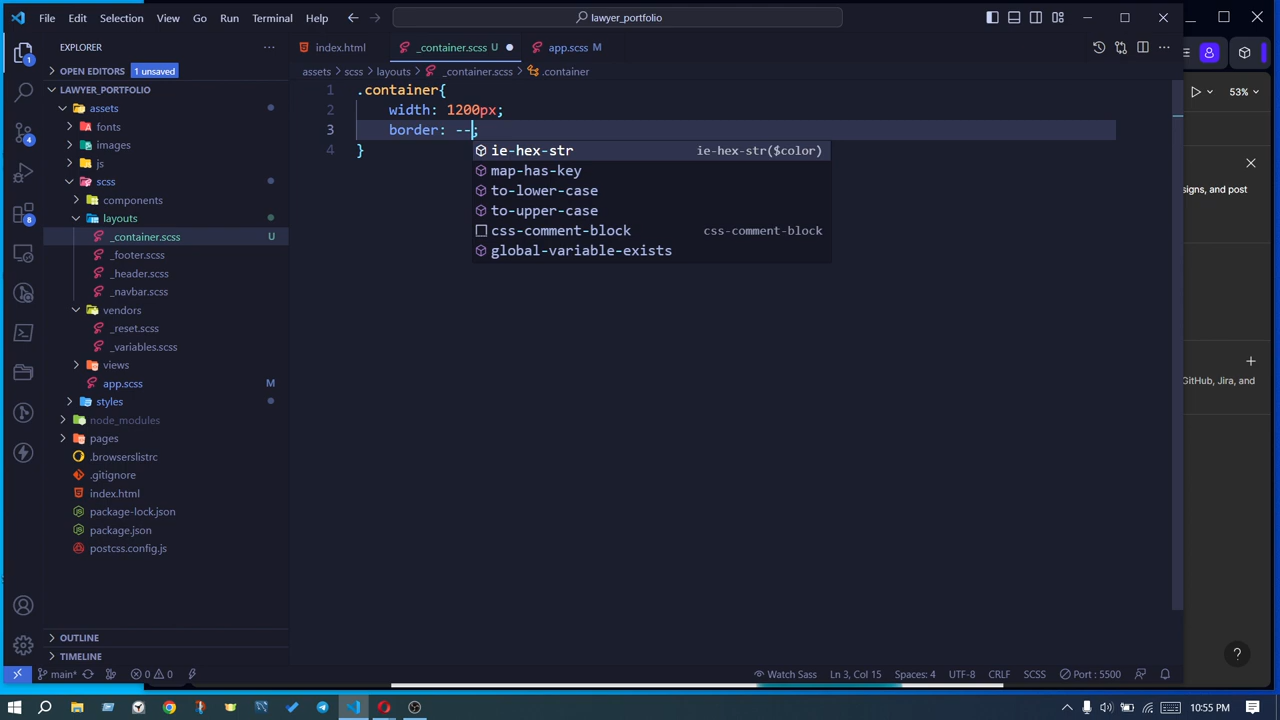 File Edit Selection View Go Run Terminal Help
lawyer_portfolio
EXPLORER
index.html
_container.scss U
app.scss M
OPEN EDITORS 1 unsaved
assets scss layouts _container.scss .container
53%
LAWYER_PORTFOLIO
assets
fonts
images
js
scss
components
layouts
_container.scss U
_footer.scss
_header.scss
_navbar.scss
vendors
_reset.scss
_variables.scss
views
app.scss M
styles
node_modules
pages
.browserslistrc
.gitignore
index.html
package-lock.json
package.json
postcss.config.js
OUTLINE
TIMELINE
1
4
8
1 .container{
2 width: 1200px;
3 border: --;
4 }
ie-hex-str ie-hex-str($color)
map-has-key
to-lower-case
to-upper-case
css-comment-block css-comment-block
global-variable-exists
signs, and post
GitHub, Jira, and
?
main* 0 0
Watch Sass Ln 3, Col 15 Spaces: 4 UTF-8 CRLF SCSS Port : 5500
10:55 PM